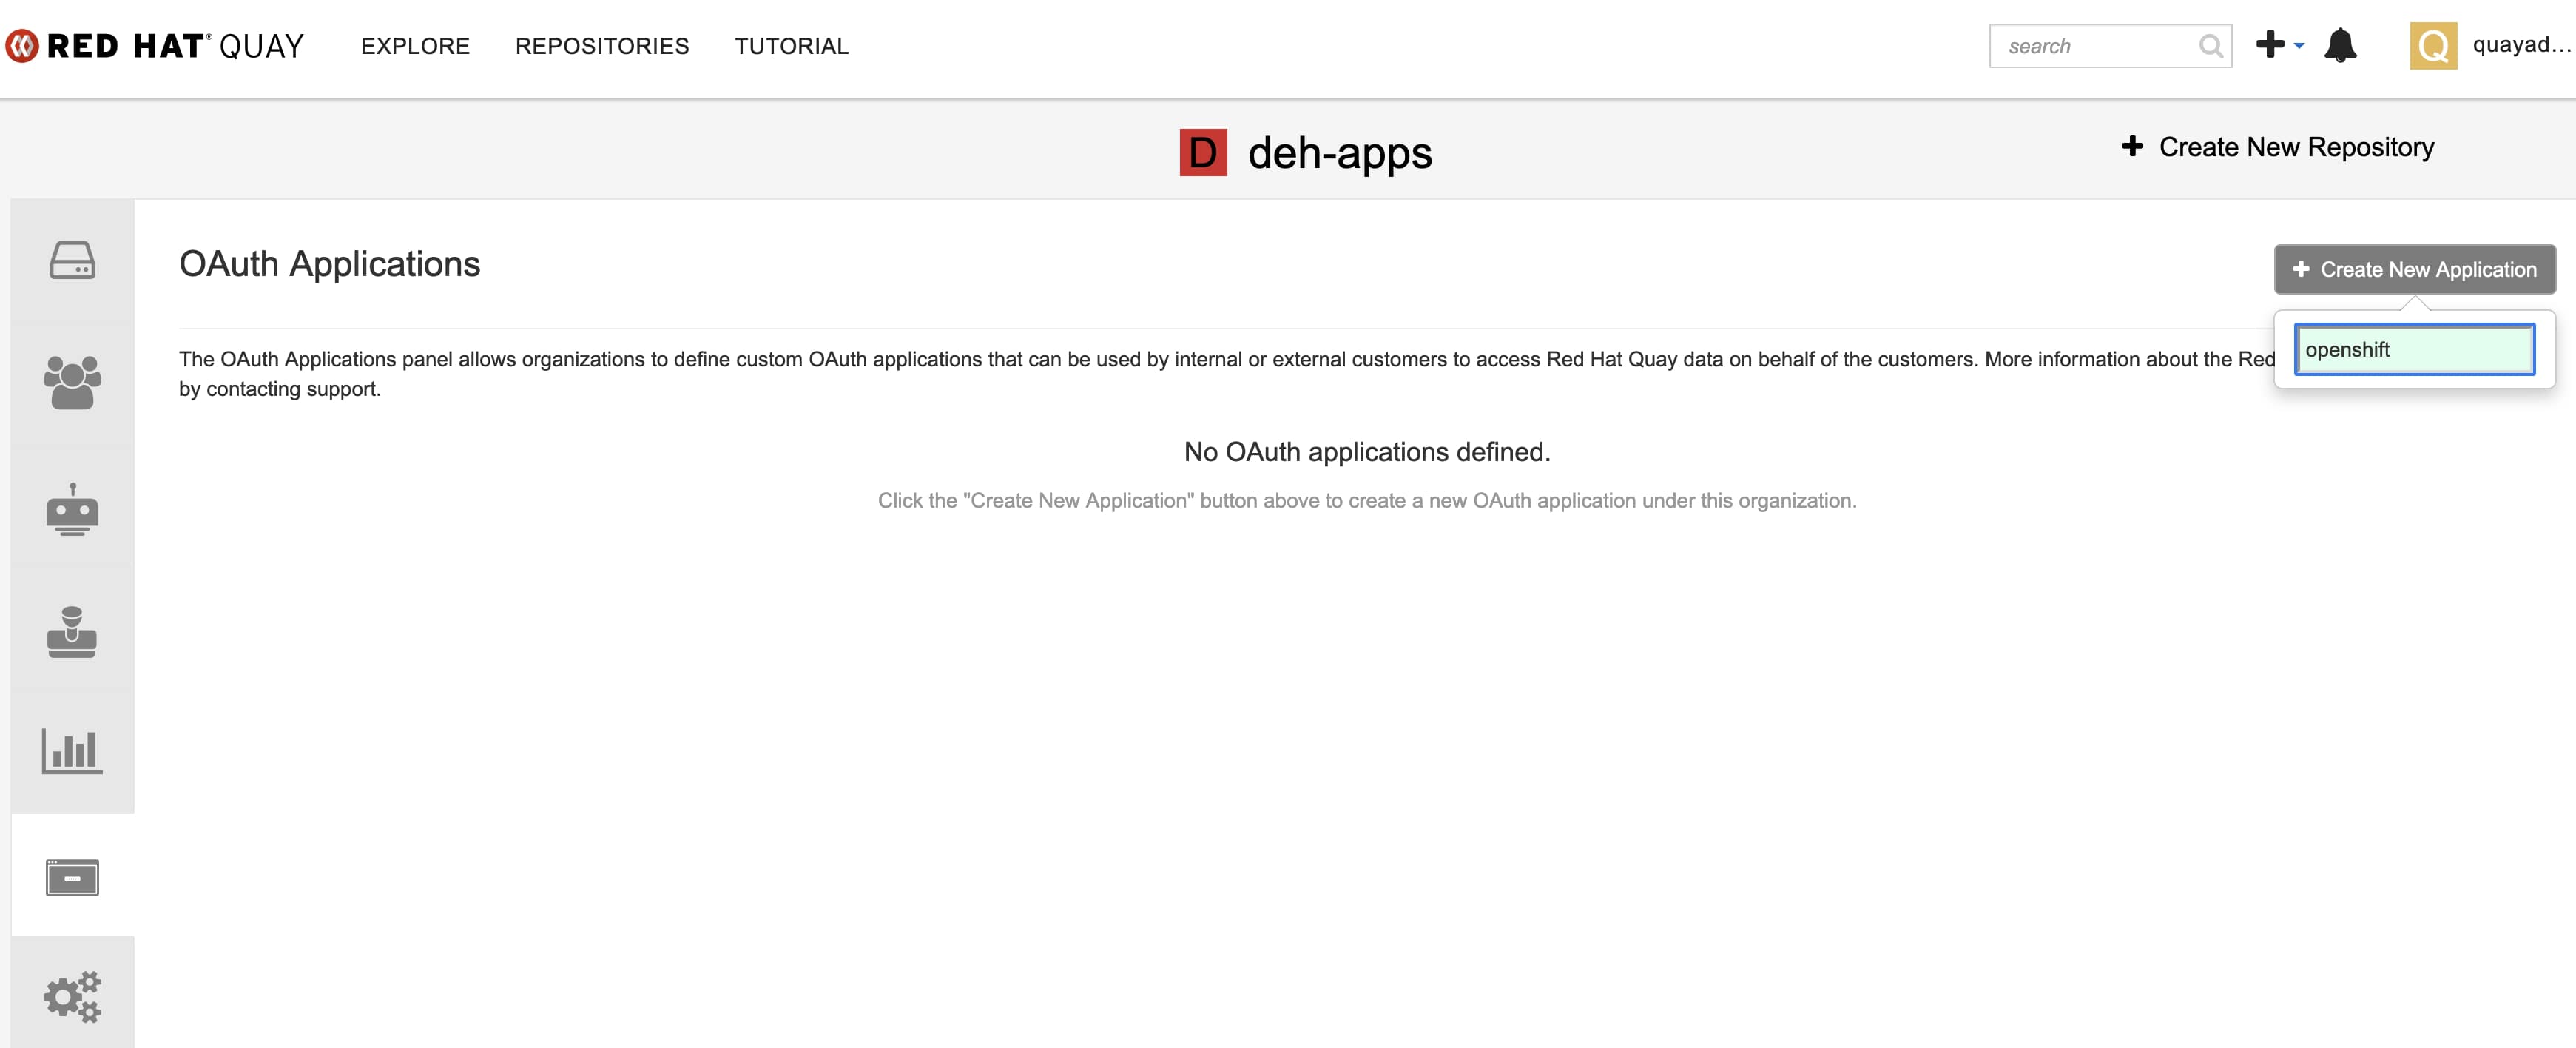 RED HAT® QUAY EXPLORE REPOSITORIES TUTORIAL search Q quayad...
D deh-apps Create New Repository
OAuth Applications Create New Application
openshift
The OAuth Applications panel allows organizations to define custom OAuth applications that can be used by internal or external customers to access Red Hat Quay data on behalf of the customers. More information about the Red
by contacting support.
No OAuth applications defined.
Click the "Create New Application" button above to create a new OAuth application under this organization.